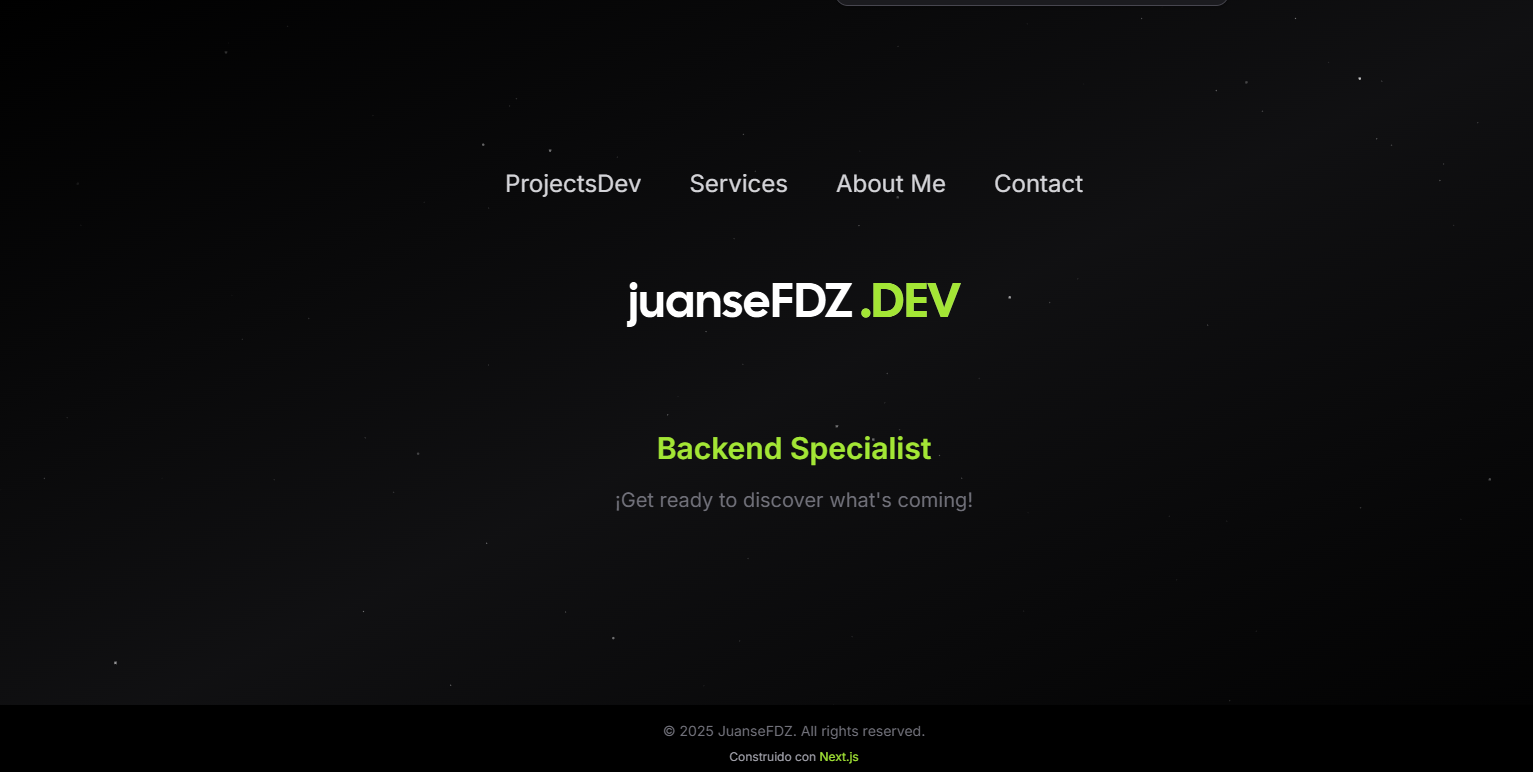 ProjectsDev Services About Me Contact
juanseFDZ .DEV
Backend Specialist
¡Get ready to discover what's coming!
© 2025 JuanseFDZ. All rights reserved.
Construido con Next.js